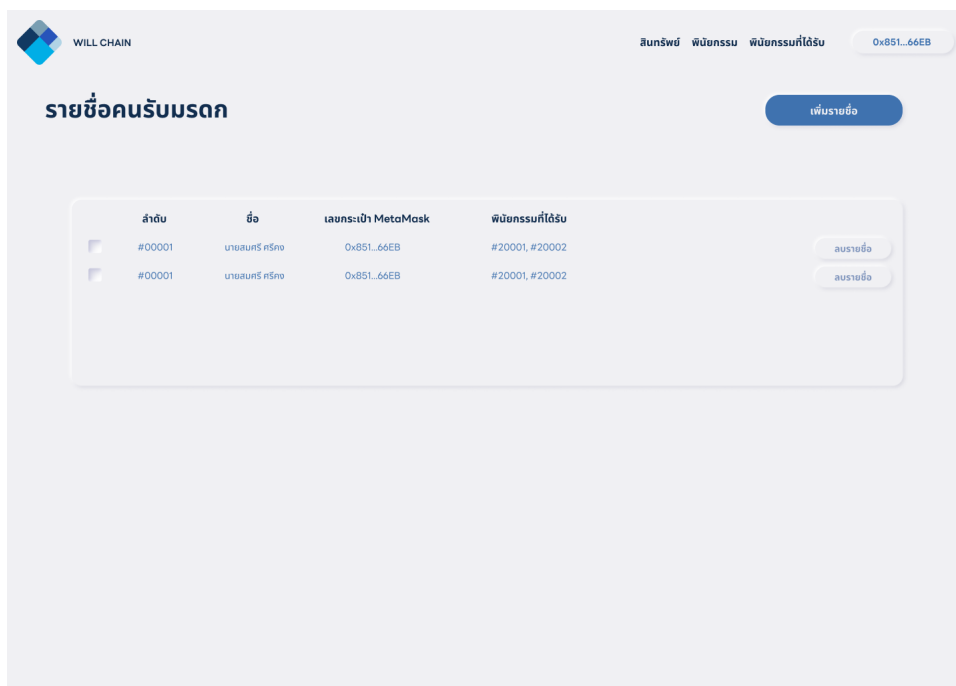 WILL CHAIN สินทรัพย์ พินัยกรรม พินัยกรรมที่ได้รับ 0x851...66EB
รายชื่อคนรับมรดก เพิ่มรายชื่อ
ลำดับ ชื่อ เลขกระเป๋า MetaMask พินัยกรรมที่ได้รับ
#00001 นายสมศรี ศรีคง 0x851...66EB #20001, #20002 ลบรายชื่อ
#00001 นายสมศรี ศรีคง 0x851...66EB #20001, #20002 ลบรายชื่อ